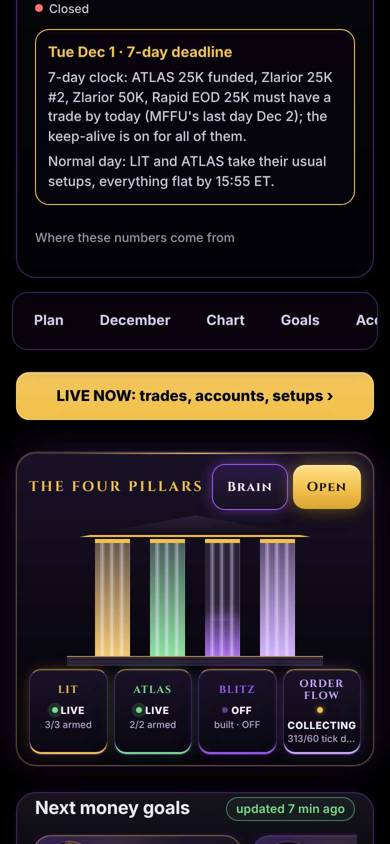 Closed
Tue Dec 1 · 7-day deadline
7-day clock: ATLAS 25K funded, Zlarior 25K
#2, Zlarior 50K, Rapid EOD 25K must have a
trade by today (MFFU's last day Dec 2); the
keep-alive is on for all of them.
Normal day: LIT and ATLAS take their usual
setups, everything flat by 15:55 ET.
Where these numbers come from
Plan December Chart Goals Acc
LIVE NOW: trades, accounts, setups ›
THE FOUR PILLARS BRAIN OPEN
LIT ATLAS BLITZ ORDER FLOW
LIVE LIVE OFF COLLECTING
3/3 armed 2/2 armed built · OFF 313/60 tick d...
Next money goals updated 7 min ago